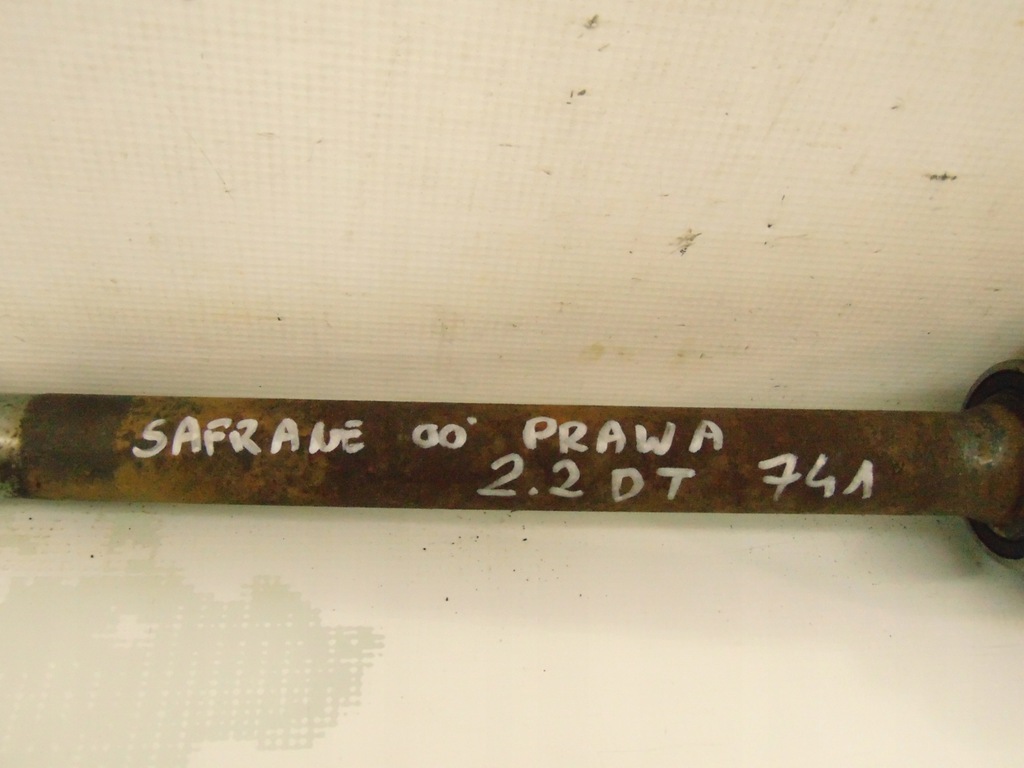 SAFRANE 00' PRAWA
2.2 DT 741